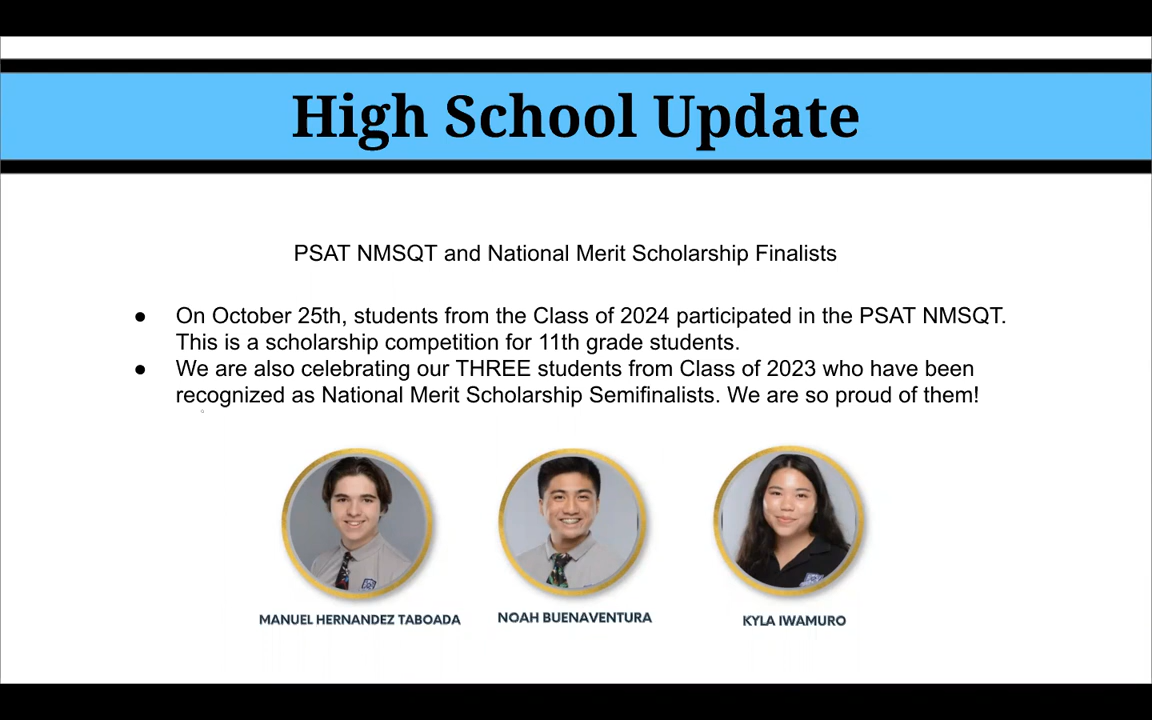 High School Update
PSAT NMSQT and National Merit Scholarship Finalists
● On October 25th, students from the Class of 2024 participated in the PSAT NMSQT.
This is a scholarship competition for 11th grade students.
● We are also celebrating our THREE students from Class of 2023 who have been
recognized as National Merit Scholarship Semifinalists. We are so proud of them!
MANUEL HERNANDEZ TABOADA
NOAH BUENAVENTURA
KYLA IWAMURO